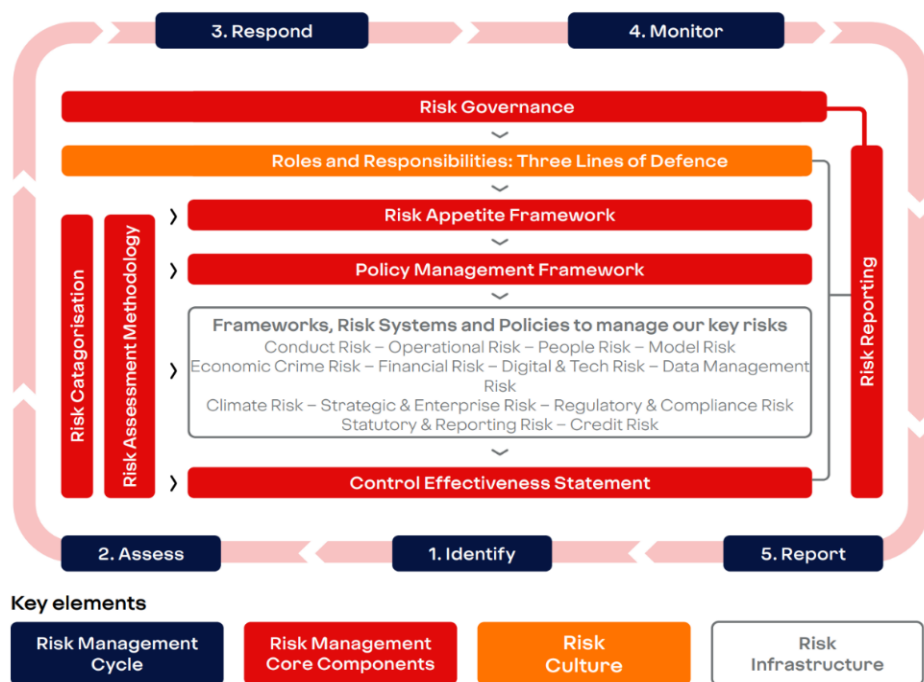 3. Respond
4. Monitor
Risk Governance
Roles and Responsibilities: Three Lines of Defence
Risk Appetite Framework
Policy Management Framework
Risk Catagorisation
Risk Assessment Methodology
Frameworks, Risk Systems and Policies to manage our key risks
Conduct Risk – Operational Risk – People Risk – Model Risk
Economic Crime Risk – Financial Risk – Digital & Tech Risk – Data Management
Risk
Climate Risk – Strategic & Enterprise Risk – Regulatory & Compliance Risk
Statutory & Reporting Risk – Credit Risk
Control Effectiveness Statement
Risk Reporting
2. Assess
1. Identify
5. Report
Key elements
Risk Management
Cycle
Risk Management
Core Components
Risk
Culture
Risk
Infrastructure